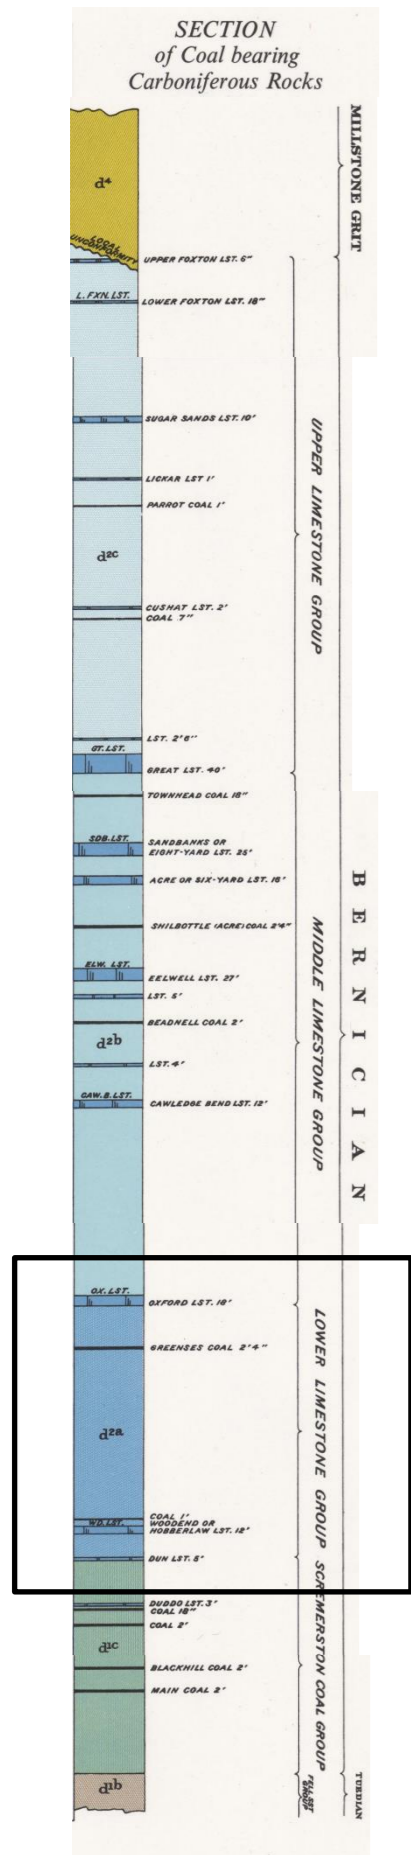 SECTION
of Coal bearing
Carboniferous Rocks
MILLSTONE GRIT
d4
LOCAL
UNCONFORMITY
UPPER FOXTON LST. 6"
L. FXN. LST.
LOWER FOXTON LST. 18"
SUGAR SANDS LST. 10'
UPPER LIMESTONE GROUP
LICKAR LST 1'
PARROT COAL 1'
d2c
CUSHAT LST. 2'
COAL 7"
LST. 2'6"
GT. LST.
GREAT LST. 40'
TOWNHEAD COAL 18"
SDB. LST.
SANDBANKS OR
EIGHT-YARD LST. 25'
ACRE OR SIX-YARD LST. 16'
BERNICIAN
SHILBOTTLE (ACRE) COAL 2'4"
MIDDLE LIMESTONE GROUP
ELW. LST.
EELWELL LST. 27'
LST. 5'
BEADNELL COAL 2'
d2b
LST. 4'
CAW. B. LST.
CAWLEDGE BEND LST. 12'
OX. LST.
OXFORD LST. 18'
LOWER LIMESTONE GROUP
GREENSES COAL 2'4"
d2a
COAL 1'
WD. LST.
WOODEND OR
HOBBERLAW LST. 12'
DUN LST. 5'
SCREMERSTON COAL GROUP
DUDDO LST. 3'
COAL 18"
COAL 2'
d1c
BLACKHILL COAL 2'
MAIN COAL 2'
d1b
FELL SST
GROUP
TUEDIAN